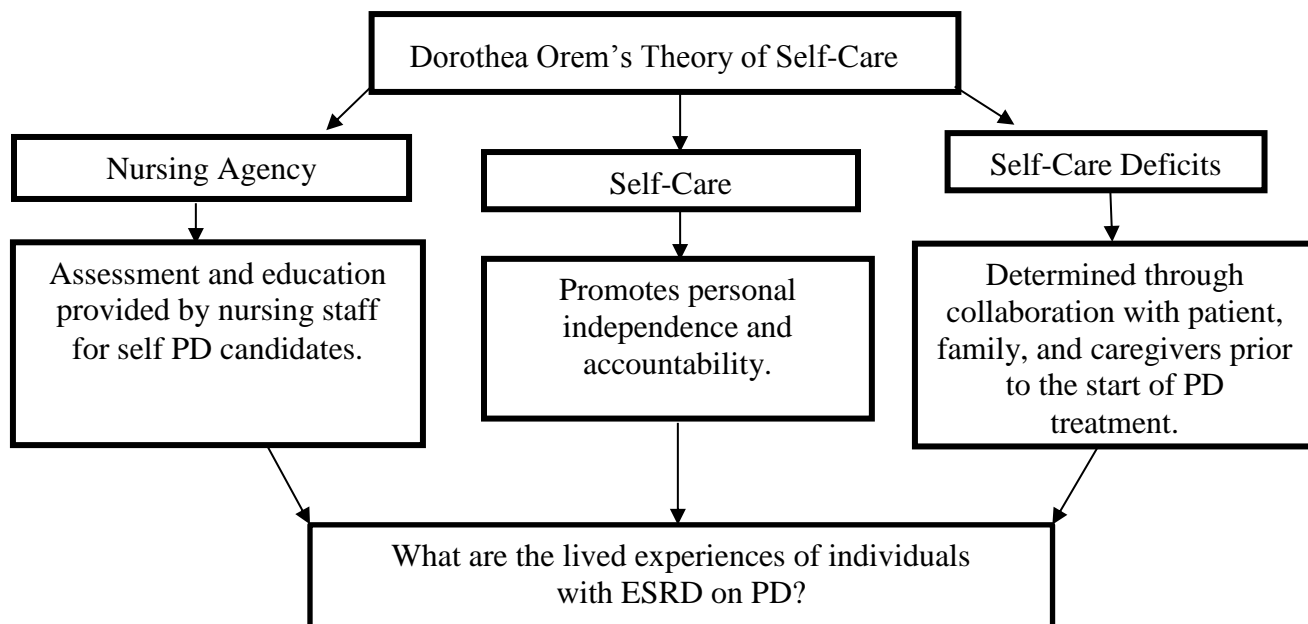 Dorothea Orem’s Theory of Self-Care
Nursing Agency
Self-Care
Self-Care Deficits
Assessment and education
provided by nursing staff
for self PD candidates.
Promotes personal
independence and
accountability.
Determined through
collaboration with patient,
family, and caregivers prior
to the start of PD
treatment.
What are the lived experiences of individuals
with ESRD on PD?